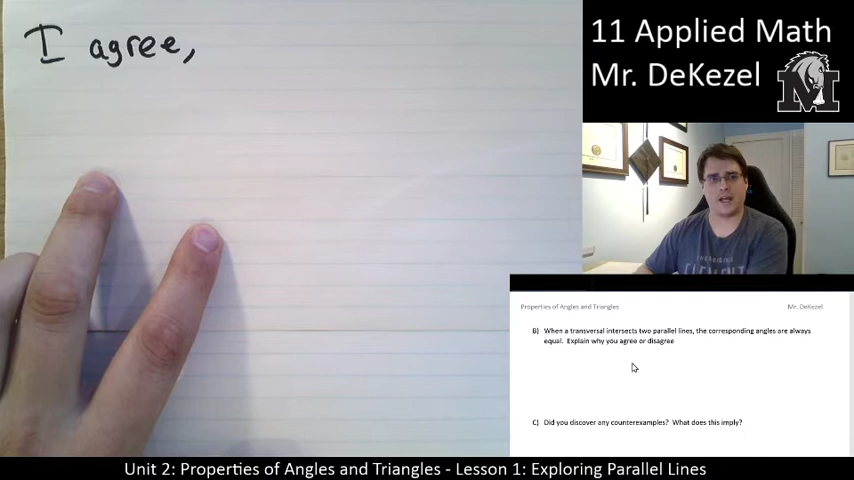 I agree,
11 Applied Math
Mr. DeKezel
M
Properties of Angles and Triangles
Mr. DeKezel
B) When a transversal intersects two parallel lines, the corresponding angles are always
equal. Explain why you agree or disagree
C) Did you discover any counterexamples? What does this imply?
Unit 2: Properties of Angles and Triangles - Lesson 1: Exploring Parallel Lines